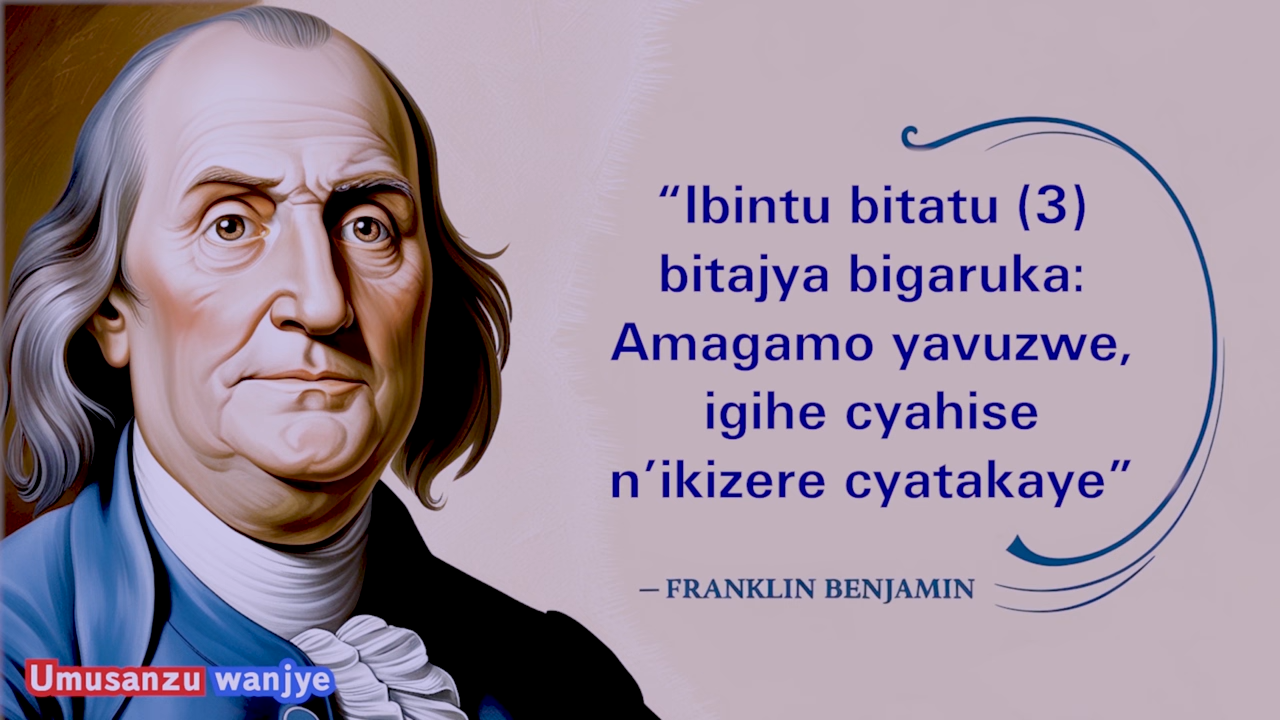 “Ibintu bitatu (3)
bitajya bigaruka:
Amagamo yavuzwe,
igihe cyahise
n’ikizere cyatakaye”
— FRANKLIN BENJAMIN
Umusanzu wanjye